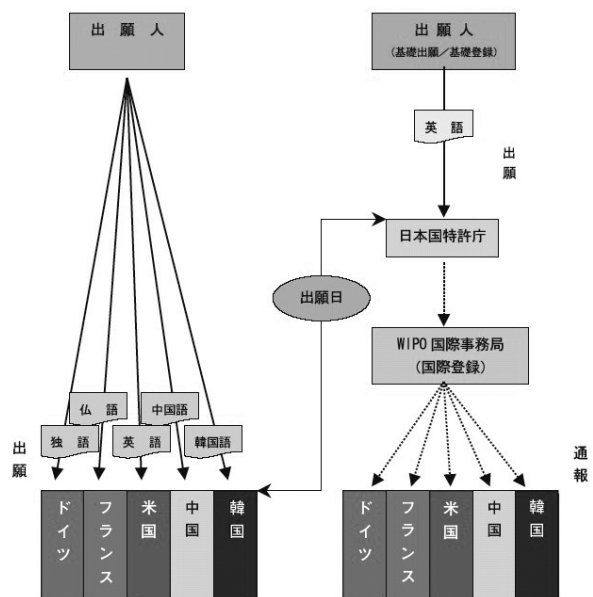 出願人
仏語
中国語
独語
英語
韓国語
出願
ドイツ
フランス
米国
中国
韓国
出願日
出願人
(基礎出願／基礎登録)
英語
出願
日本国特許庁
WIPO国際事務局
(国際登録)
通報
ドイツ
フランス
米国
中国
韓国